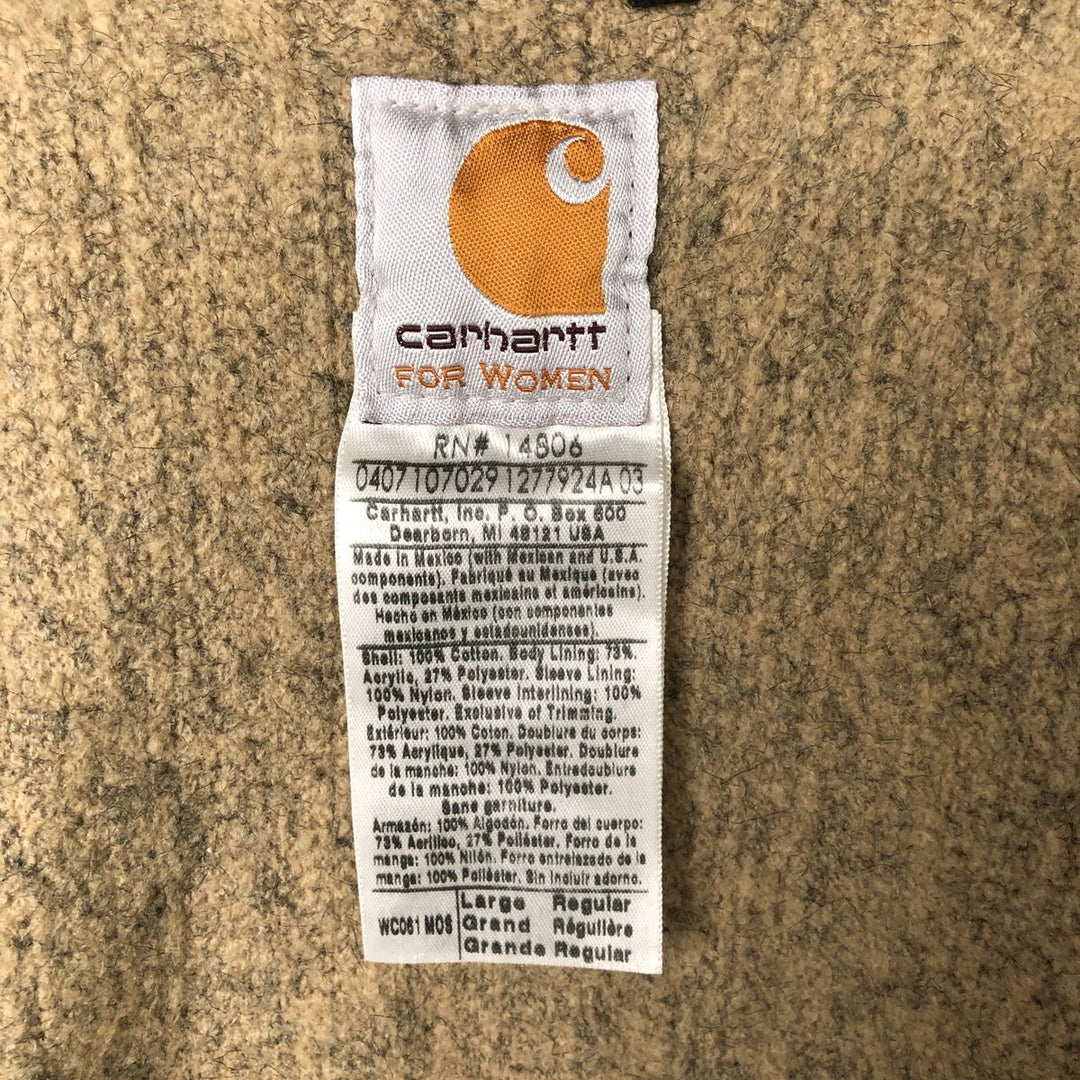 carhartt
FOR WOMEN
RN# 14806
0407107029127​7924A 03
Carhartt, Inc. P. O. Box 600
Dearborn, MI 48121 USA
Made in Mexico (with Mexican and U.S.A.
components). Fabriqué au Mexique (avec
des composants mexicains et américains).
Hecho en México (con componentes
mexicanos y estadounidenses).
Shell: 100% Cotton. Body Lining: 73%
Acrylic, 27% Polyester. Sleeve Lining:
100% Nylon. Sleeve Interlining: 100%
Polyester. Exclusive of Trimming.
Extérieur: 100% Coton. Doublure du corps:
73% Acrylique, 27% Polyester. Doublure
de la manche: 100% Nylon. Entredoublure
de la manche: 100% Polyester.
Sans garniture.
Armazón: 100% Algodón. Forro del cuerpo:
73% Acrílico, 27% Poliéster. Forro de la
manga: 100% Nilón. Forro entrelazado de la
manga: 100% Poliéster. Sin incluir adorno.
WC061 MOS
Large Regular
Grand Régulière
Grande Regular